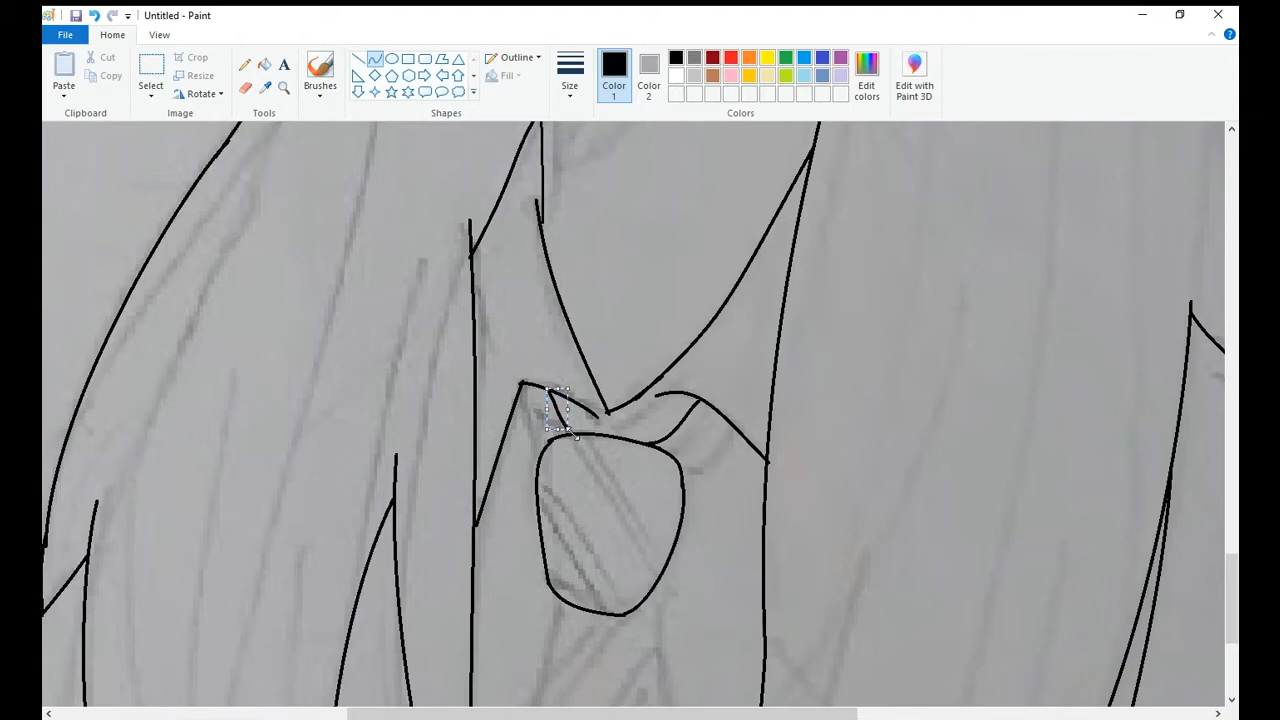 Untitled - Paint
File Home View
Paste
Cut
Copy
Clipboard
Select
Crop
Resize
Rotate
Image
A
Tools
Brushes
Outline
Fill
Shapes
Size
Color
1
Color
2
Edit
colors
Colors
Edit with
Paint 3D